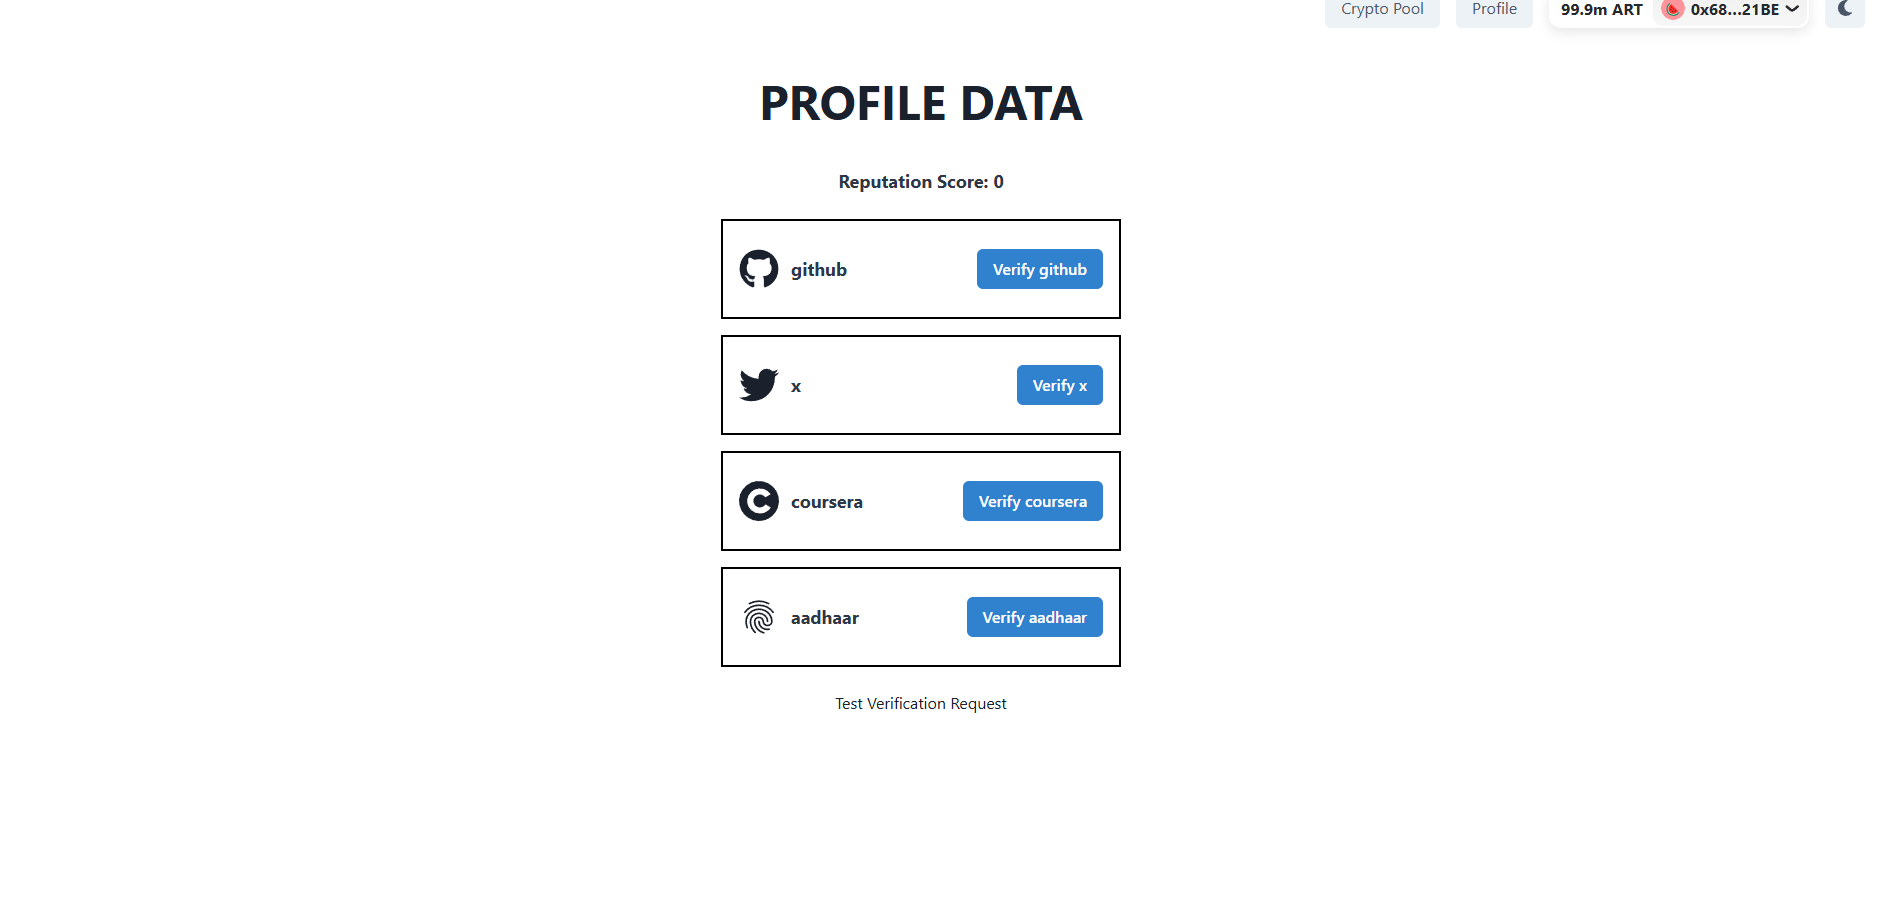 Crypto Pool Profile 99.9m ART 0x68...21BE
PROFILE DATA
Reputation Score: 0
github Verify github
x Verify x
coursera Verify coursera
aadhaar Verify aadhaar
Test Verification Request